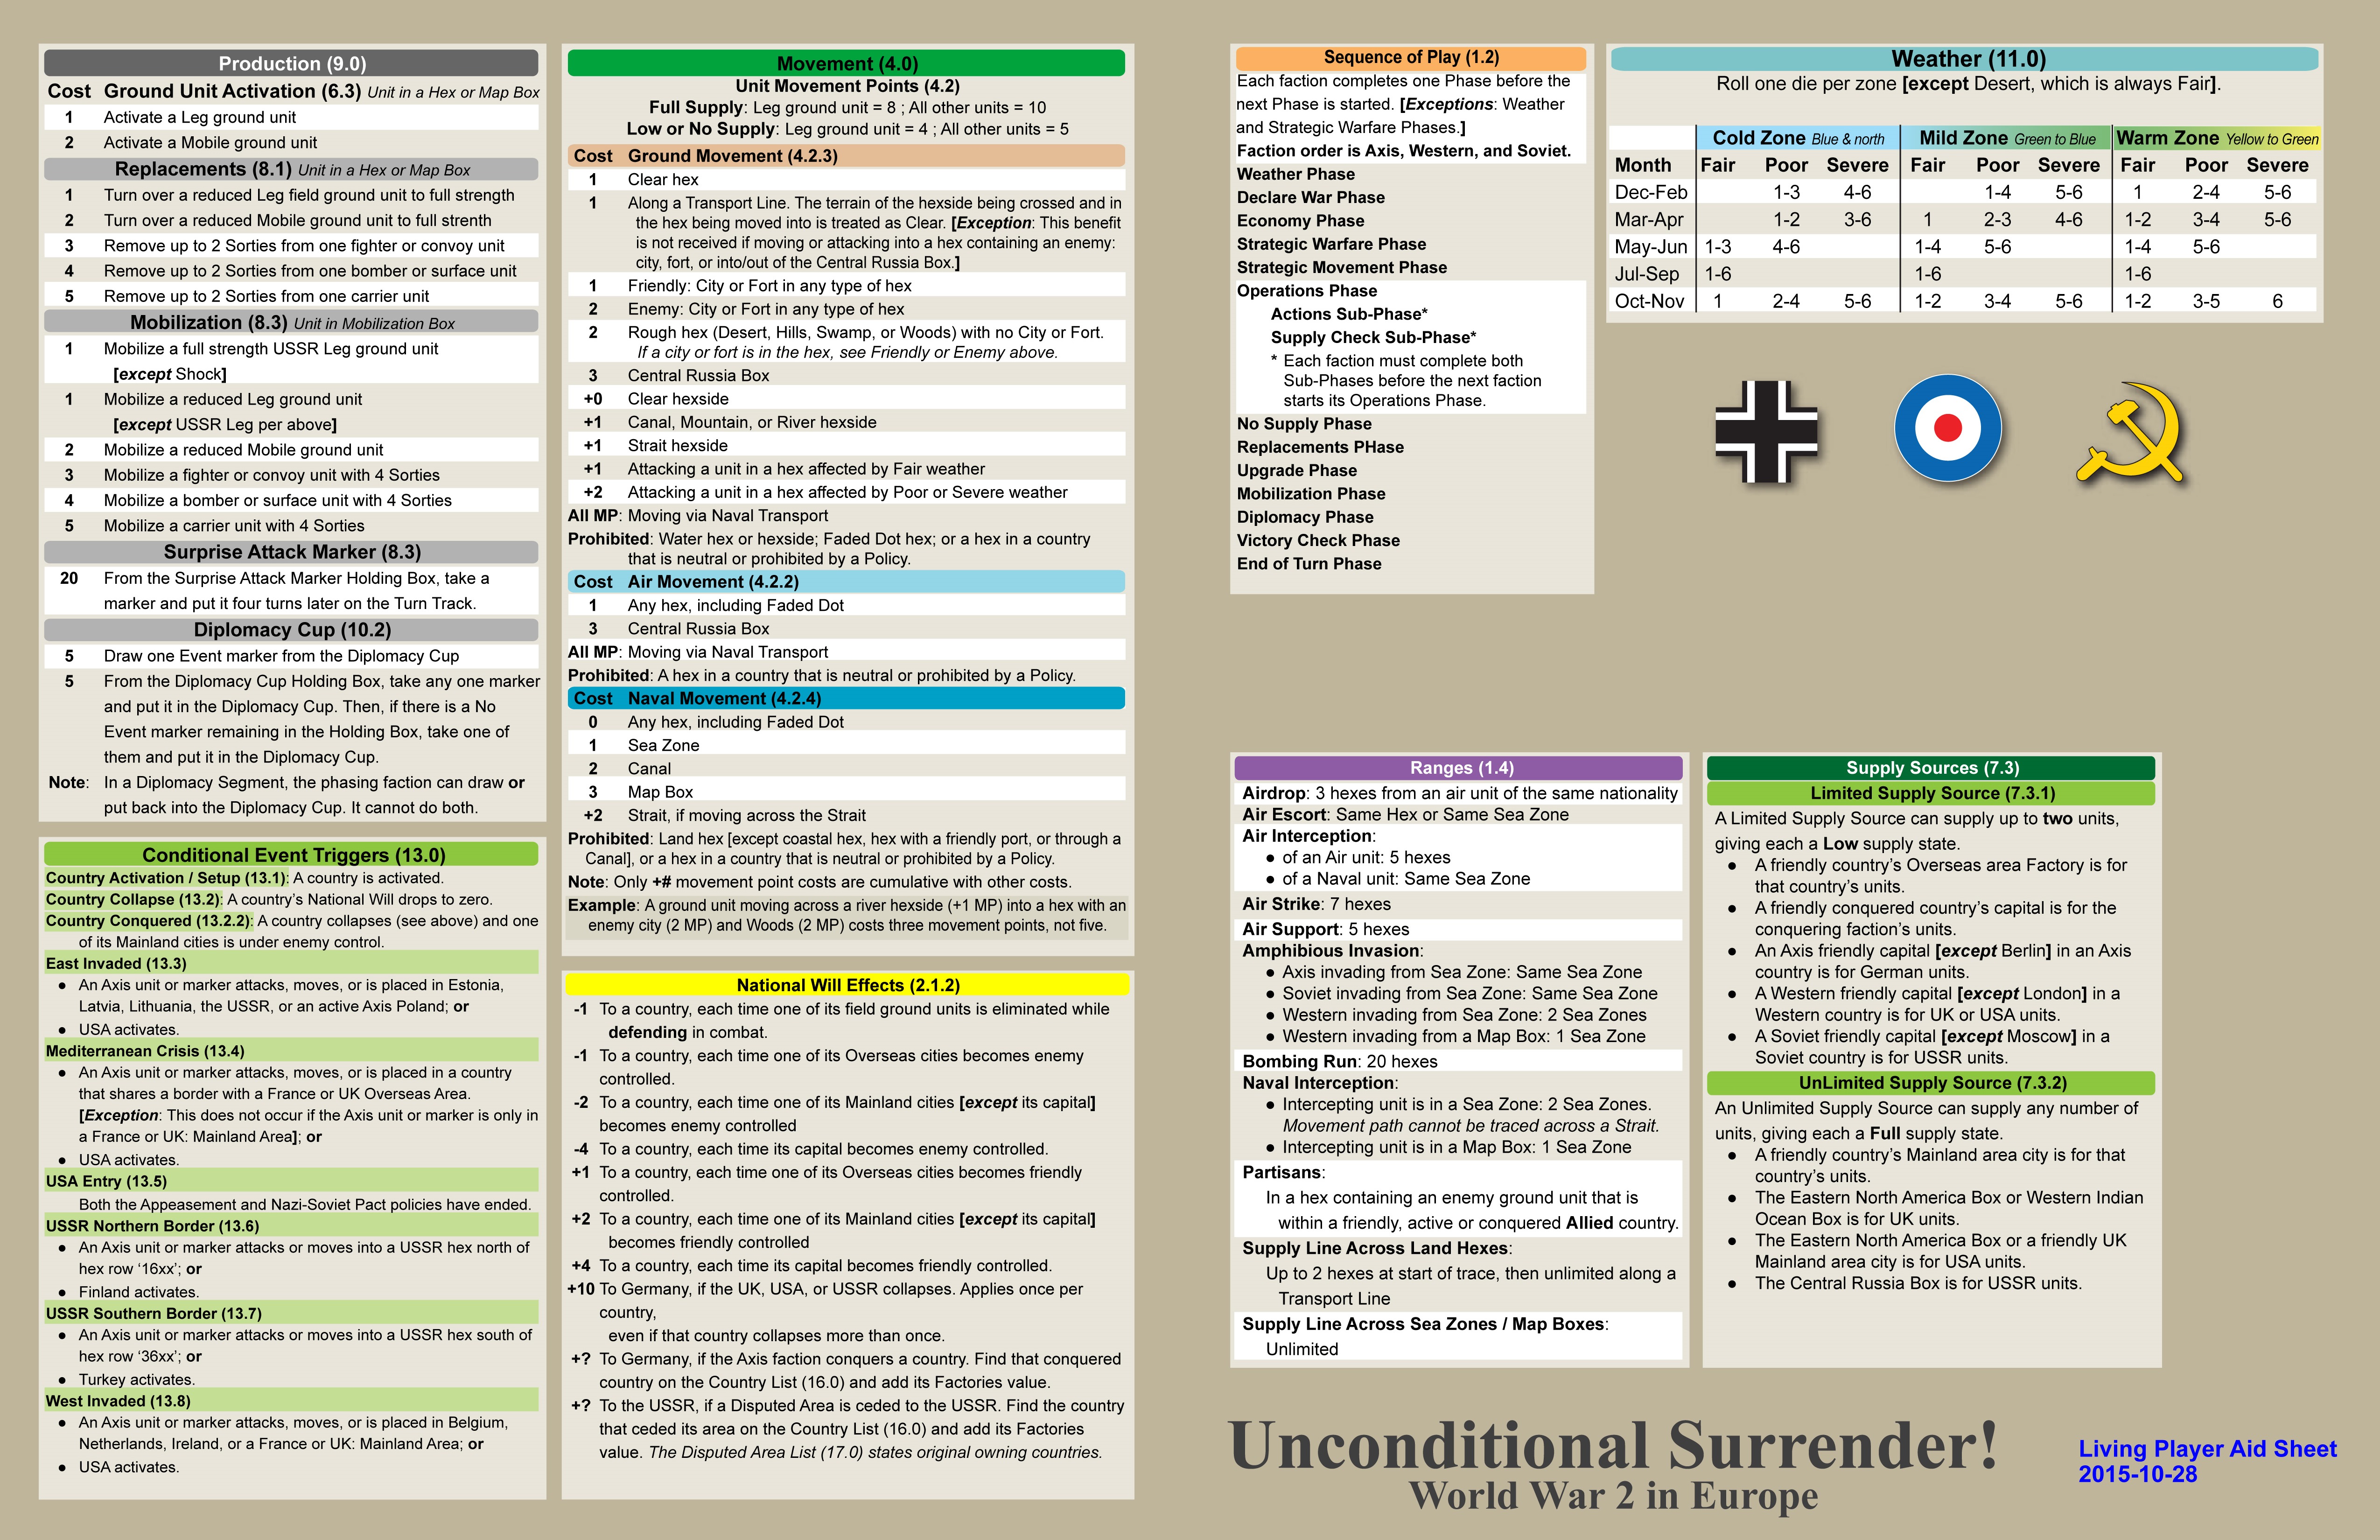 Production (9.0)
Cost Ground Unit Activation (6.3) Unit in a Hex or Map Box
1 Activate a Leg ground unit
2 Activate a Mobile ground unit
Replacements (8.1) Unit in a Hex or Map Box
1 Turn over a reduced Leg field ground unit to full strength
2 Turn over a reduced Mobile ground unit to full strenth
3 Remove up to 2 Sorties from one fighter or convoy unit
4 Remove up to 2 Sorties from one bomber or surface unit
5 Remove up to 2 Sorties from one carrier unit
Mobilization (8.3) Unit in Mobilization Box
1 Mobilize a full strength USSR Leg ground unit
[except Shock]
1 Mobilize a reduced Leg ground unit
[except USSR Leg per above]
2 Mobilize a reduced Mobile ground unit
3 Mobilize a fighter or convoy unit with 4 Sorties
4 Mobilize a bomber or surface unit with 4 Sorties
5 Mobilize a carrier unit with 4 Sorties
Surprise Attack Marker (8.3)
20 From the Surprise Attack Marker Holding Box, take a
marker and put it four turns later on the Turn Track.
Diplomacy Cup (10.2)
5 Draw one Event marker from the Diplomacy Cup
5 From the Diplomacy Cup Holding Box, take any one marker
and put it in the Diplomacy Cup. Then, if there is a No
Event marker remaining in the Holding Box, take one of
them and put it in the Diplomacy Cup.
Note: In a Diplomacy Segment, the phasing faction can draw or
put back into the Diplomacy Cup. It cannot do both.
Conditional Event Triggers (13.0)
Country Activation / Setup (13.1): A country is activated.
Country Collapse (13.2): A country's National Will drops to zero.
Country Conquered (13.2.2): A country collapses (see above) and one
of its Mainland cities is under enemy control.
East Invaded (13.3)
● An Axis unit or marker attacks, moves, or is placed in Estonia,
Latvia, Lithuania, the USSR, or an active Axis Poland; or
● USA activates.
Mediterranean Crisis (13.4)
● An Axis unit or marker attacks, moves, or is placed in a country
that shares a border with a France or UK Overseas Area.
[Exception: This does not occur if the Axis unit or marker is only in
a France or UK: Mainland Area]; or
● USA activates.
USA Entry (13.5)
Both the Appeasement and Nazi-Soviet Pact policies have ended.
USSR Northern Border (13.6)
● An Axis unit or marker attacks or moves into a USSR hex north of
hex row ‘16xx’; or
● Finland activates.
USSR Southern Border (13.7)
● An Axis unit or marker attacks or moves into a USSR hex south of
hex row ‘36xx’; or
● Turkey activates.
West Invaded (13.8)
● An Axis unit or marker attacks, moves, or is placed in Belgium,
Netherlands, Ireland, or a France or UK: Mainland Area; or
● USA activates.
Movement (4.0)
Unit Movement Points (4.2)
Full Supply: Leg ground unit = 8 ; All other units = 10
Low or No Supply: Leg ground unit = 4 ; All other units = 5
Cost Ground Movement (4.2.3)
1 Clear hex
1 Along a Transport Line. The terrain of the hexside being crossed and in
the hex being moved into is treated as Clear. [Exception: This benefit
is not received if moving or attacking into a hex containing an enemy:
city, fort, or into/out of the Central Russia Box.]
1 Friendly: City or Fort in any type of hex
2 Enemy: City or Fort in any type of hex
2 Rough hex (Desert, Hills, Swamp, or Woods) with no City or Fort.
If a city or fort is in the hex, see Friendly or Enemy above.
3 Central Russia Box
+0 Clear hexside
+1 Canal, Mountain, or River hexside
+1 Strait hexside
+1 Attacking a unit in a hex affected by Fair weather
+2 Attacking a unit in a hex affected by Poor or Severe weather
All MP: Moving via Naval Transport
Prohibited: Water hex or hexside; Faded Dot hex; or a hex in a country
that is neutral or prohibited by a Policy.
Cost Air Movement (4.2.2)
1 Any hex, including Faded Dot
3 Central Russia Box
All MP: Moving via Naval Transport
Prohibited: A hex in a country that is neutral or prohibited by a Policy.
Cost Naval Movement (4.2.4)
0 Any hex, including Faded Dot
1 Sea Zone
2 Canal
3 Map Box
+2 Strait, if moving across the Strait
Prohibited: Land hex [except coastal hex, hex with a friendly port, or through a
Canal], or a hex in a country that is neutral or prohibited by a Policy.
Note: Only +# movement point costs are cumulative with other costs.
Example: A ground unit moving across a river hexside (+1 MP) into a hex with an
enemy city (2 MP) and Woods (2 MP) costs three movement points, not five.
National Will Effects (2.1.2)
-1 To a country, each time one of its field ground units is eliminated while
defending in combat.
-1 To a country, each time one of its Overseas cities becomes enemy
controlled.
-2 To a country, each time one of its Mainland cities [except its capital]
becomes enemy controlled
-4 To a country, each time its capital becomes enemy controlled.
+1 To a country, each time one of its Overseas cities becomes friendly
controlled.
+2 To a country, each time one of its Mainland cities [except its capital]
becomes friendly controlled
+4 To a country, each time its capital becomes friendly controlled.
+10 To Germany, if the UK, USA, or USSR collapses. Applies once per
country,
even if that country collapses more than once.
+? To Germany, if the Axis faction conquers a country. Find that conquered
country on the Country List (16.0) and add its Factories value.
+? To the USSR, if a Disputed Area is ceded to the USSR. Find the country
that ceded its area on the Country List (16.0) and add its Factories
value. The Disputed Area List (17.0) states original owning countries.
Sequence of Play (1.2)
Each faction completes one Phase before the
next Phase is started. [Exceptions: Weather
and Strategic Warfare Phases.]
Faction order is Axis, Western, and Soviet.
Weather Phase
Declare War Phase
Economy Phase
Strategic Warfare Phase
Strategic Movement Phase
Operations Phase
Actions Sub-Phase*
Supply Check Sub-Phase*
* Each faction must complete both
Sub-Phases before the next faction
starts its Operations Phase.
No Supply Phase
Replacements PHase
Upgrade Phase
Mobilization Phase
Diplomacy Phase
Victory Check Phase
End of Turn Phase
Weather (11.0)
Roll one die per zone [except Desert, which is always Fair].
Cold Zone Blue & north Mild Zone Green to Blue Warm Zone Yellow to Green
Month Fair Poor Severe Fair Poor Severe Fair Poor Severe
Dec-Feb 1-3 4-6 1-4 5-6 1 2-4 5-6
Mar-Apr 1-2 3-6 1 2-3 4-6 1-2 3-4 5-6
May-Jun 1-3 4-6 1-4 5-6 1-4 5-6
Jul-Sep 1-6 1-6 1-6
Oct-Nov 1 2-4 5-6 1-2 3-4 5-6 1-2 3-5 6
Ranges (1.4)
Airdrop: 3 hexes from an air unit of the same nationality
Air Escort: Same Hex or Same Sea Zone
Air Interception:
● of an Air unit: 5 hexes
● of a Naval unit: Same Sea Zone
Air Strike: 7 hexes
Air Support: 5 hexes
Amphibious Invasion:
● Axis invading from Sea Zone: Same Sea Zone
● Soviet invading from Sea Zone: Same Sea Zone
● Western invading from Sea Zone: 2 Sea Zones
● Western invading from a Map Box: 1 Sea Zone
Bombing Run: 20 hexes
Naval Interception:
● Intercepting unit is in a Sea Zone: 2 Sea Zones.
Movement path cannot be traced across a Strait.
● Intercepting unit is in a Map Box: 1 Sea Zone
Partisans:
In a hex containing an enemy ground unit that is
within a friendly, active or conquered Allied country.
Supply Line Across Land Hexes:
Up to 2 hexes at start of trace, then unlimited along a
Transport Line
Supply Line Across Sea Zones / Map Boxes:
Unlimited
Supply Sources (7.3)
Limited Supply Source (7.3.1)
A Limited Supply Source can supply up to two units,
giving each a Low supply state.
● A friendly country's Overseas area Factory is for
that country's units.
● A friendly conquered country's capital is for the
conquering faction's units.
● An Axis friendly capital [except Berlin] in an Axis
country is for German units.
● A Western friendly capital [except London] in a
Western country is for UK or USA units.
● A Soviet friendly capital [except Moscow] in a
Soviet country is for USSR units.
UnLimited Supply Source (7.3.2)
An Unlimited Supply Source can supply any number of
units, giving each a Full supply state.
● A friendly country's Mainland area city is for that
country's units.
● The Eastern North America Box or Western Indian
Ocean Box is for UK units.
● The Eastern North America Box or a friendly UK
Mainland area city is for USA units.
● The Central Russia Box is for USSR units.
Unconditional Surrender!
World War 2 in Europe
Living Player Aid Sheet
2015-10-28